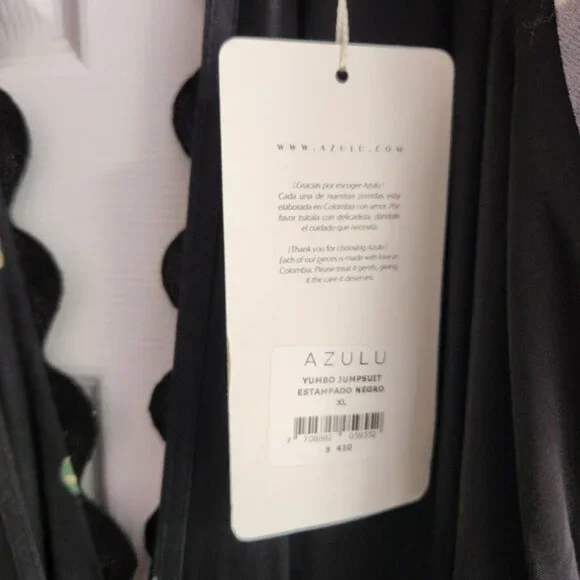 WWW.AZULU.COM
¡Gracias por escoger Azulu!
Cada una de nuestras prendas esta
elaborada en Colombia con amor. Por
favor trátala con delicadeza, dándole
el cuidado que necesita.
¡Thank you for choosing Azulu!
Each of our pieces is made with love in
Colombia. Please treat it gently, giving
it the care it deserves.
AZULU
YUMBO JUMPSUIT
ESTAMPADO NEGRO
XL
$ 430